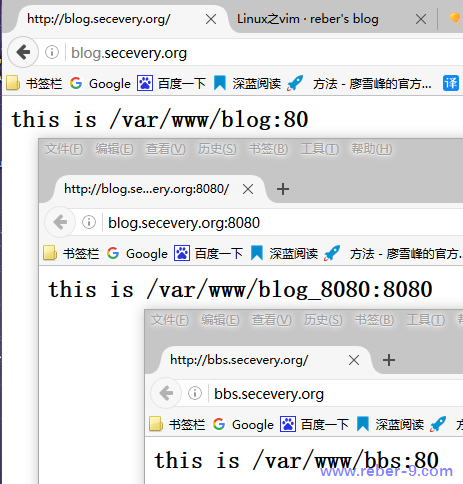 http://blog.secevery.org/ Linux之vim · reber's blog
blog.secevery.org
书签栏 Google 百度一下 深蓝阅读 方法 - 廖雪峰的官方... 译
this is /var/www/blog:80
文件(F) 编辑(E) 查看(V) 历史(S) 书签(B) 工具(T) 帮助(H)
http://blog.se...ery.org:8080/
blog.secevery.org:8080
书签栏 Google 百度一下 深蓝阅读 方法 - 廖雪峰的官方
this is /var/www/blog_8080:8080
文件(F) 编辑(E) 查看(V) 历史(S) 书签(B) 工具(T) 帮
http://bbs.secevery.org/
bbs.secevery.org
书签栏 Google 百度一下 深蓝阅读 方法
this is /var/www/bbs:80
www.reber-9.com